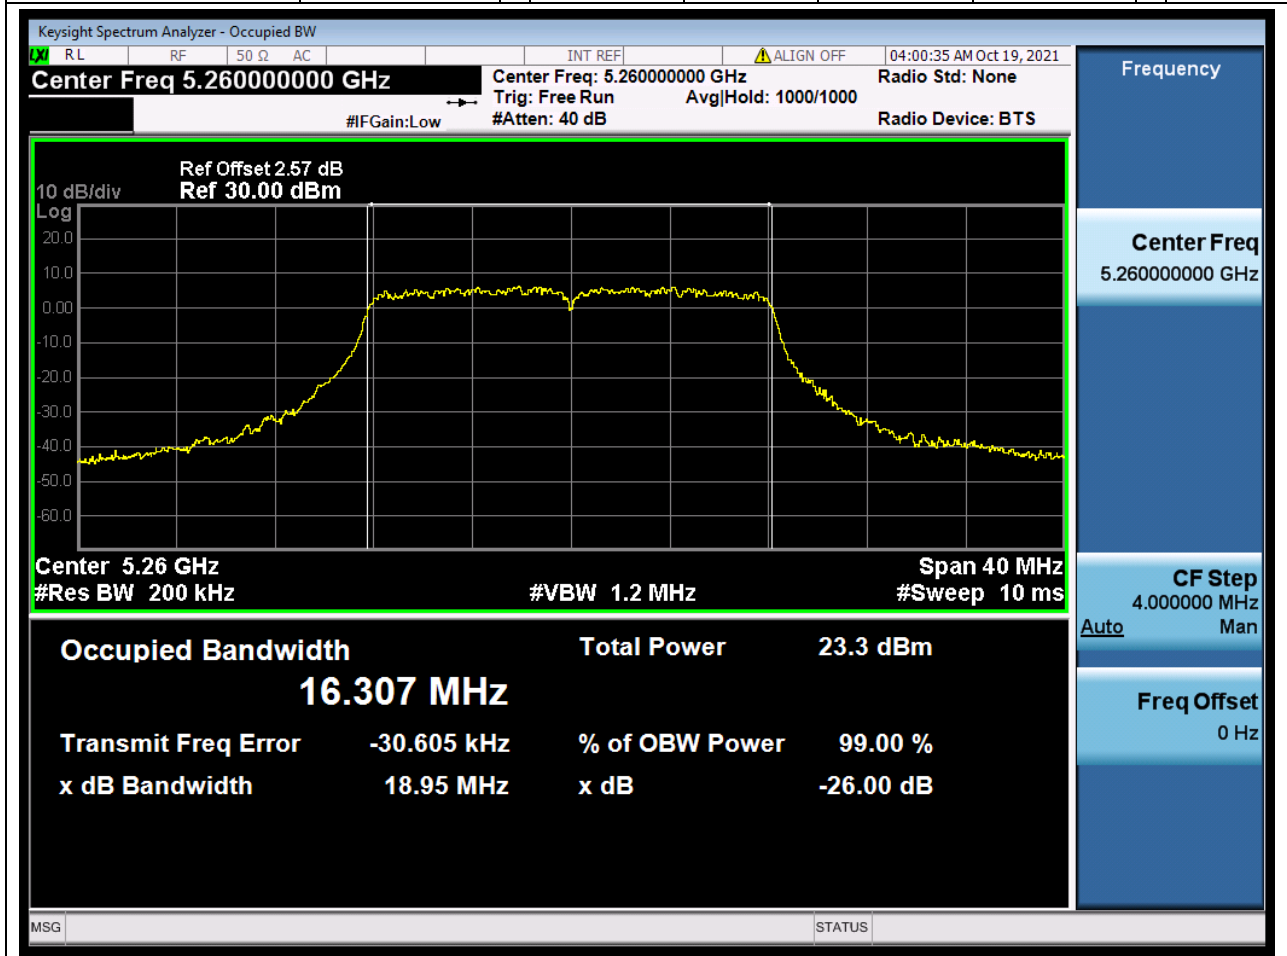 Keysight Spectrum Analyzer - Occupied BW
LXI RL RF 50 Ω AC INT REF ALIGN OFF 04:00:35 AM Oct 19, 2021
Center Freq 5.260000000 GHz Center Freq: 5.260000000 GHz Radio Std: None
Trig: Free Run Avg|Hold: 1000/1000
#IFGain:Low #Atten: 40 dB Radio Device: BTS
Ref Offset 2.57 dB
10 dB/div Ref 30.00 dBm
Log
20.0
10.0
0.00
-10.0
-20.0
-30.0
-40.0
-50.0
-60.0
Center 5.26 GHz Span 40 MHz
#Res BW 200 kHz #VBW 1.2 MHz #Sweep 10 ms
Occupied Bandwidth Total Power 23.3 dBm
16.307 MHz
Transmit Freq Error -30.605 kHz % of OBW Power 99.00 %
x dB Bandwidth 18.95 MHz x dB -26.00 dB
Frequency
Center Freq
5.260000000 GHz
CF Step
4.000000 MHz
Auto Man
Freq Offset
0 Hz
MSG STATUS